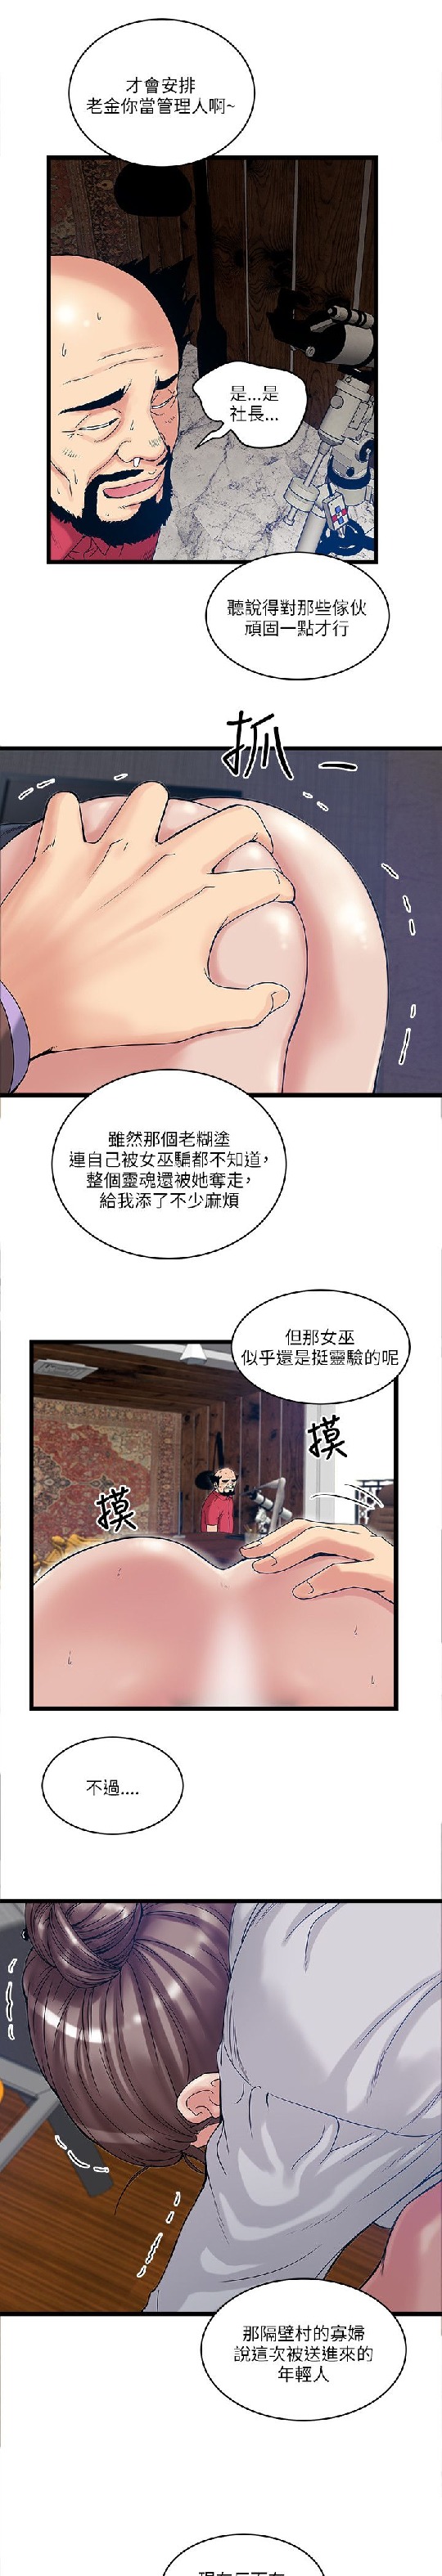 才會安排
老金你當管理人啊~
是...是
社長...
聽說得對那些傢伙
頑固一點才行
抓—
雖然那個老糊塗
連自己被女巫騙都不知道,
整個靈魂還被她奪走,
給我添了不少麻煩
但那女巫
似乎還是挺靈驗的呢
摸
摸
不過....
那隔壁村的寡婦
說這次被送進來的
年輕人